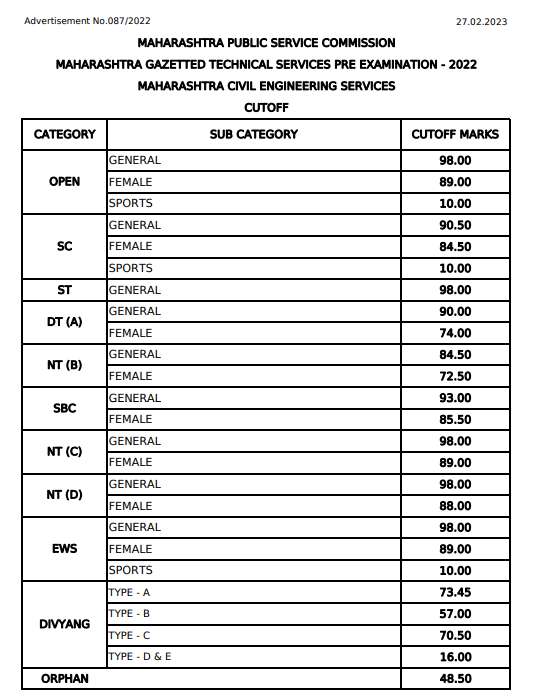 Advertisement No.087/2022 27.02.2023
MAHARASHTRA PUBLIC SERVICE COMMISSION
MAHARASHTRA GAZETTED TECHNICAL SERVICES PRE EXAMINATION - 2022
MAHARASHTRA CIVIL ENGINEERING SERVICES
CUTOFF
CATEGORY SUB CATEGORY CUTOFF MARKS
OPEN
GENERAL 98.00
FEMALE 89.00
SPORTS 10.00
SC
GENERAL 90.50
FEMALE 84.50
SPORTS 10.00
ST GENERAL 98.00
DT (A)
GENERAL 90.00
FEMALE 74.00
NT (B)
GENERAL 84.50
FEMALE 72.50
SBC
GENERAL 93.00
FEMALE 85.50
NT (C)
GENERAL 98.00
FEMALE 89.00
NT (D)
GENERAL 98.00
FEMALE 88.00
EWS
GENERAL 98.00
FEMALE 89.00
SPORTS 10.00
DIVYANG
TYPE - A 73.45
TYPE - B 57.00
TYPE - C 70.50
TYPE - D & E 16.00
ORPHAN 48.50